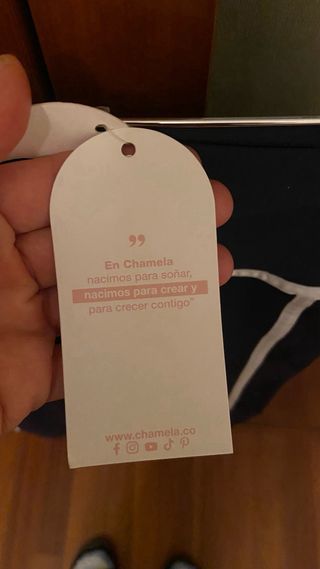 ”
En Chamela
nacimos para soñar,
nacimos para crear y
para crecer contigo”
www.chamela.co